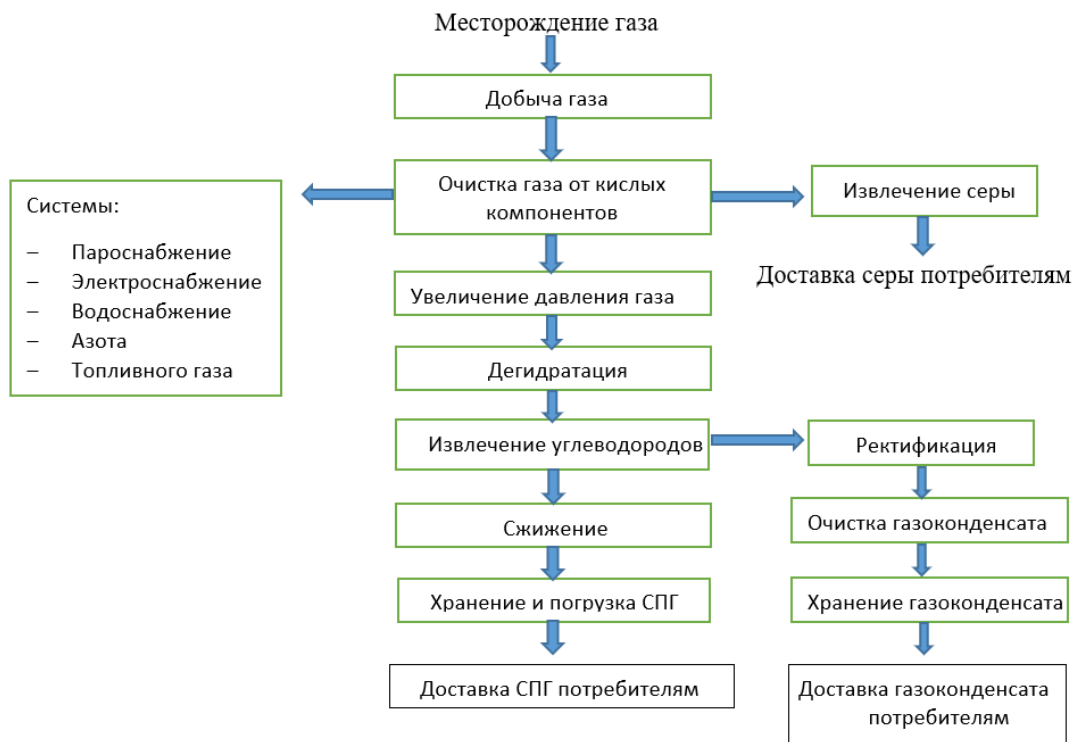 Месторождение газа
Добыча газа
Очистка газа от кислых
компонентов
Системы:
– Пароснабжение
– Электроснабжение
– Водоснабжение
– Азота
– Топливного газа
Извлечение серы
Доставка серы потребителям
Увеличение давления газа
Дегидратация
Извлечение углеводородов
Ректификация
Сжижение
Очистка газоконденсата
Хранение и погрузка СПГ
Хранение газоконденсата
Доставка СПГ потребителям
Доставка газоконденсата
потребителям